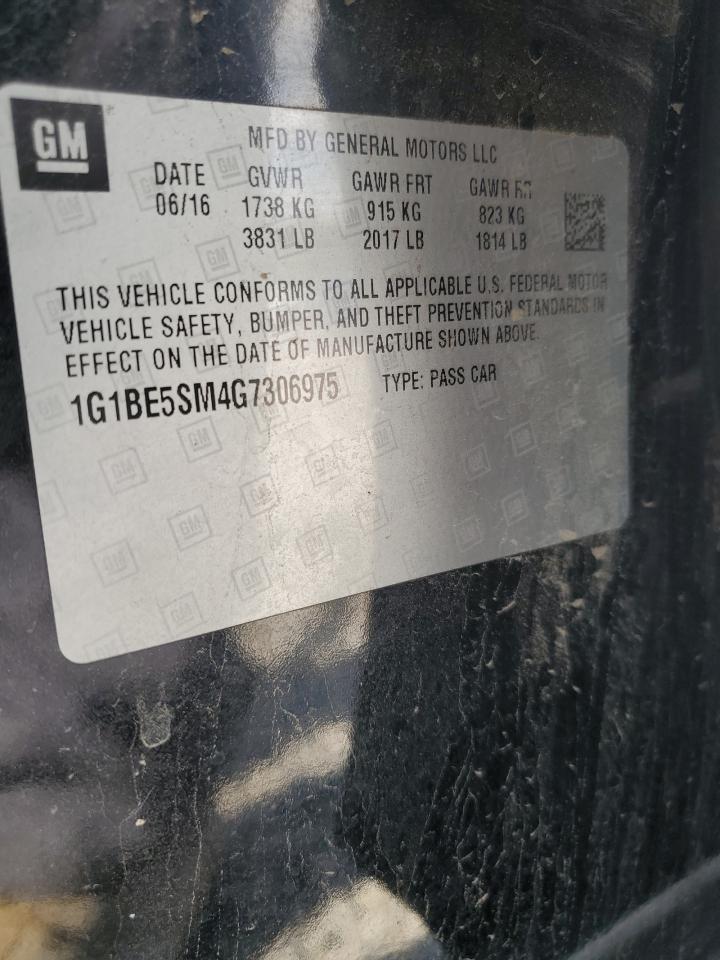 GM
MFD BY GENERAL MOTORS LLC
DATE GVWR GAWR FRT GAWR RR
06/16 1738 KG 915 KG 823 KG
3831 LB 2017 LB 1814 LB
THIS VEHICLE CONFORMS TO ALL APPLICABLE U.S. FEDERAL MOTOR
VEHICLE SAFETY, BUMPER, AND THEFT PREVENTION STANDARDS IN
EFFECT ON THE DATE OF MANUFACTURE SHOWN ABOVE.
1G1BE5SM4G7306975 TYPE: PASS CAR